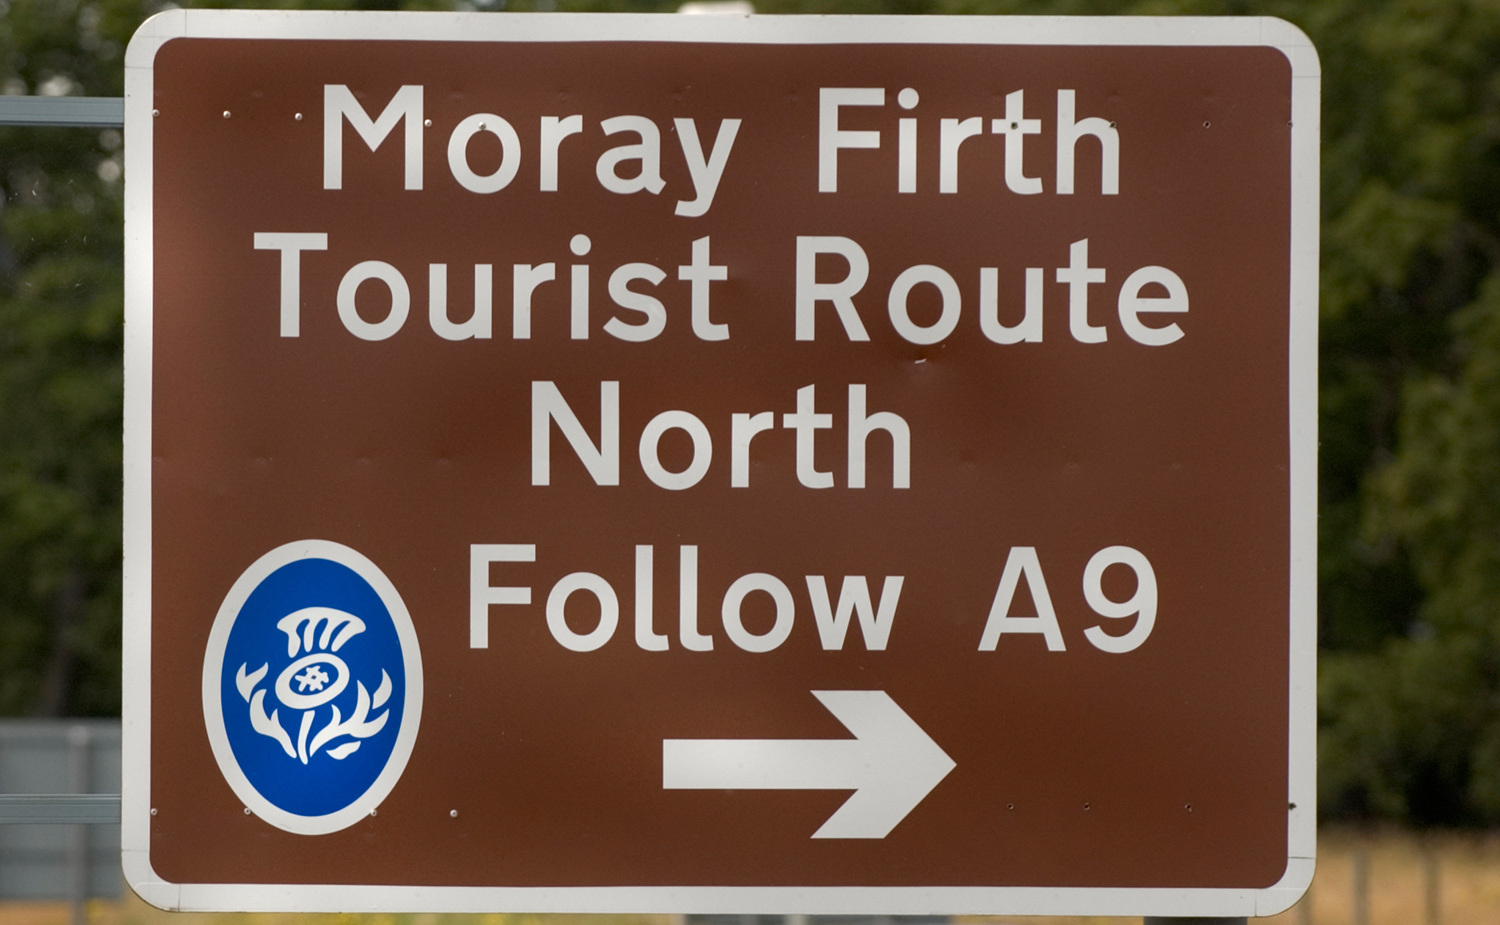 Moray Firth
Tourist Route
North
Follow A9